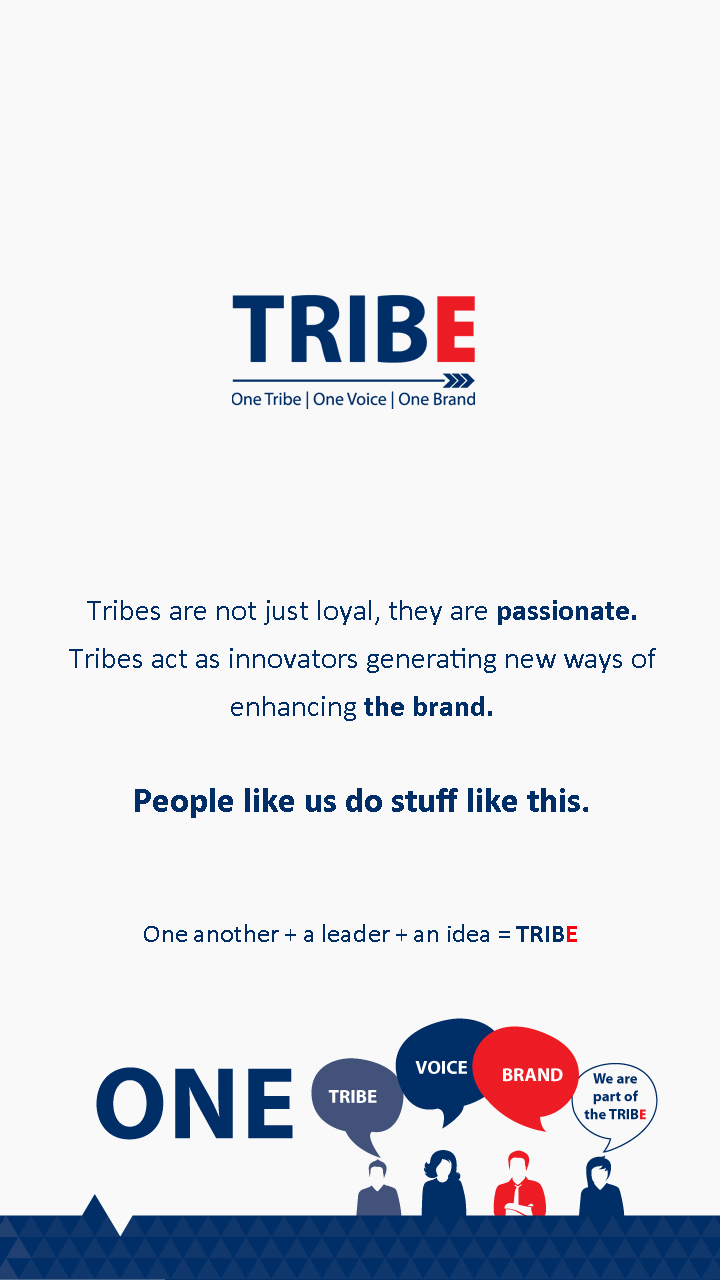 TRIBE
One Tribe | One Voice | One Brand
Tribes are not just loyal, they are passionate.
Tribes act as innovators generating new ways of
enhancing the brand.
People like us do stuff like this.
One another + a leader + an idea = TRIBE
ONE
TRIBE
VOICE
BRAND
We are
part of
the TRIBE